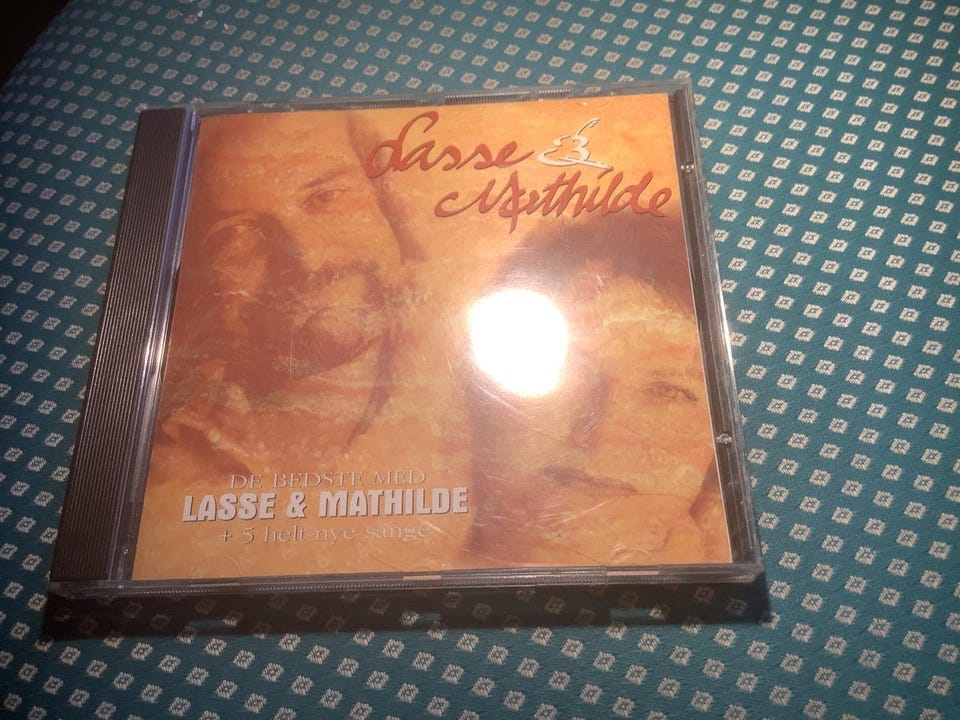 Lasse &
Mathilde
DE BEDSTE MED
LASSE & MATHILDE
+ 5 helt nye sange